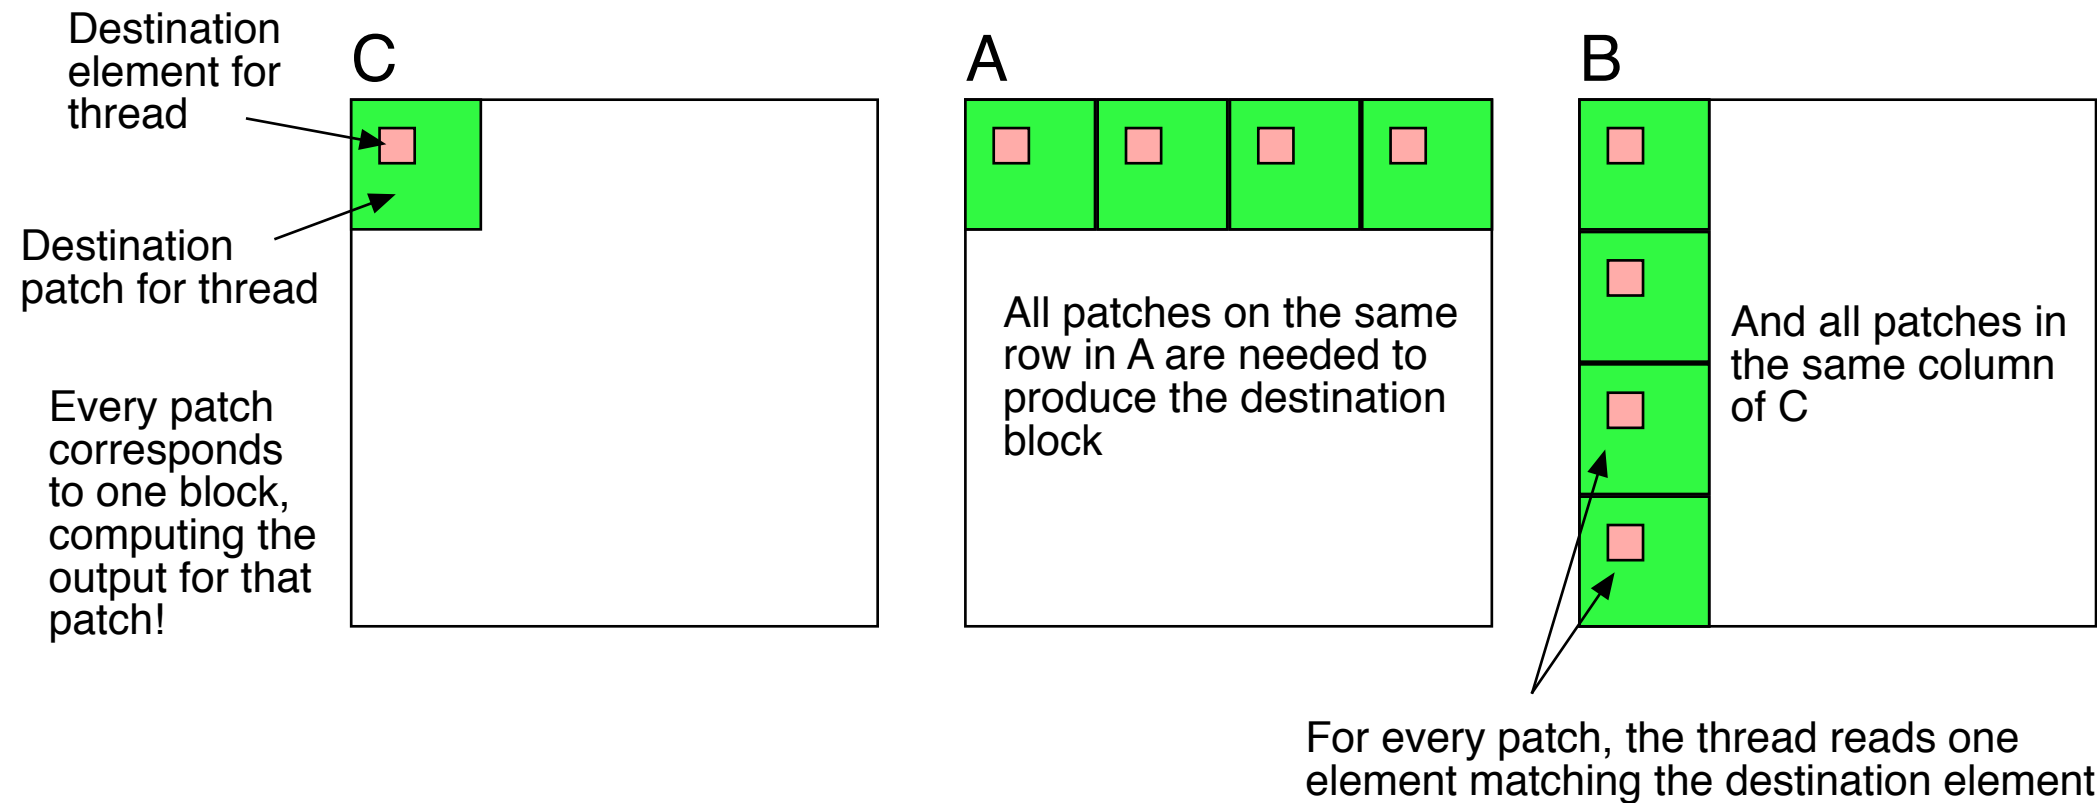 Destination
element for
thread
C
A
B
Destination
patch for thread
Every patch
corresponds
to one block,
computing the
output for that
patch!
All patches on the same
row in A are needed to
produce the destination
block
And all patches in
the same column
of C
For every patch, the thread reads one
element matching the destination element